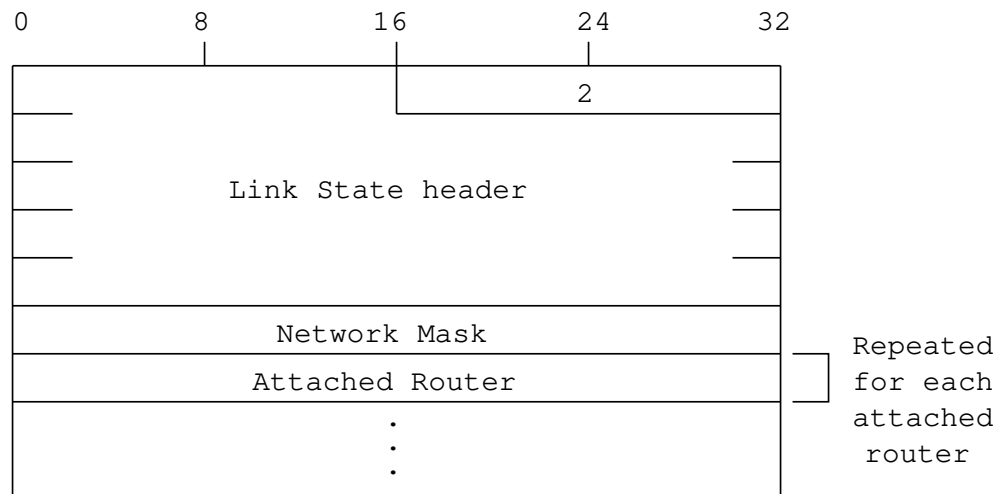 0 8 16 24 32
2
Link State header
Network Mask
Attached Router
Repeated
for each
attached
router